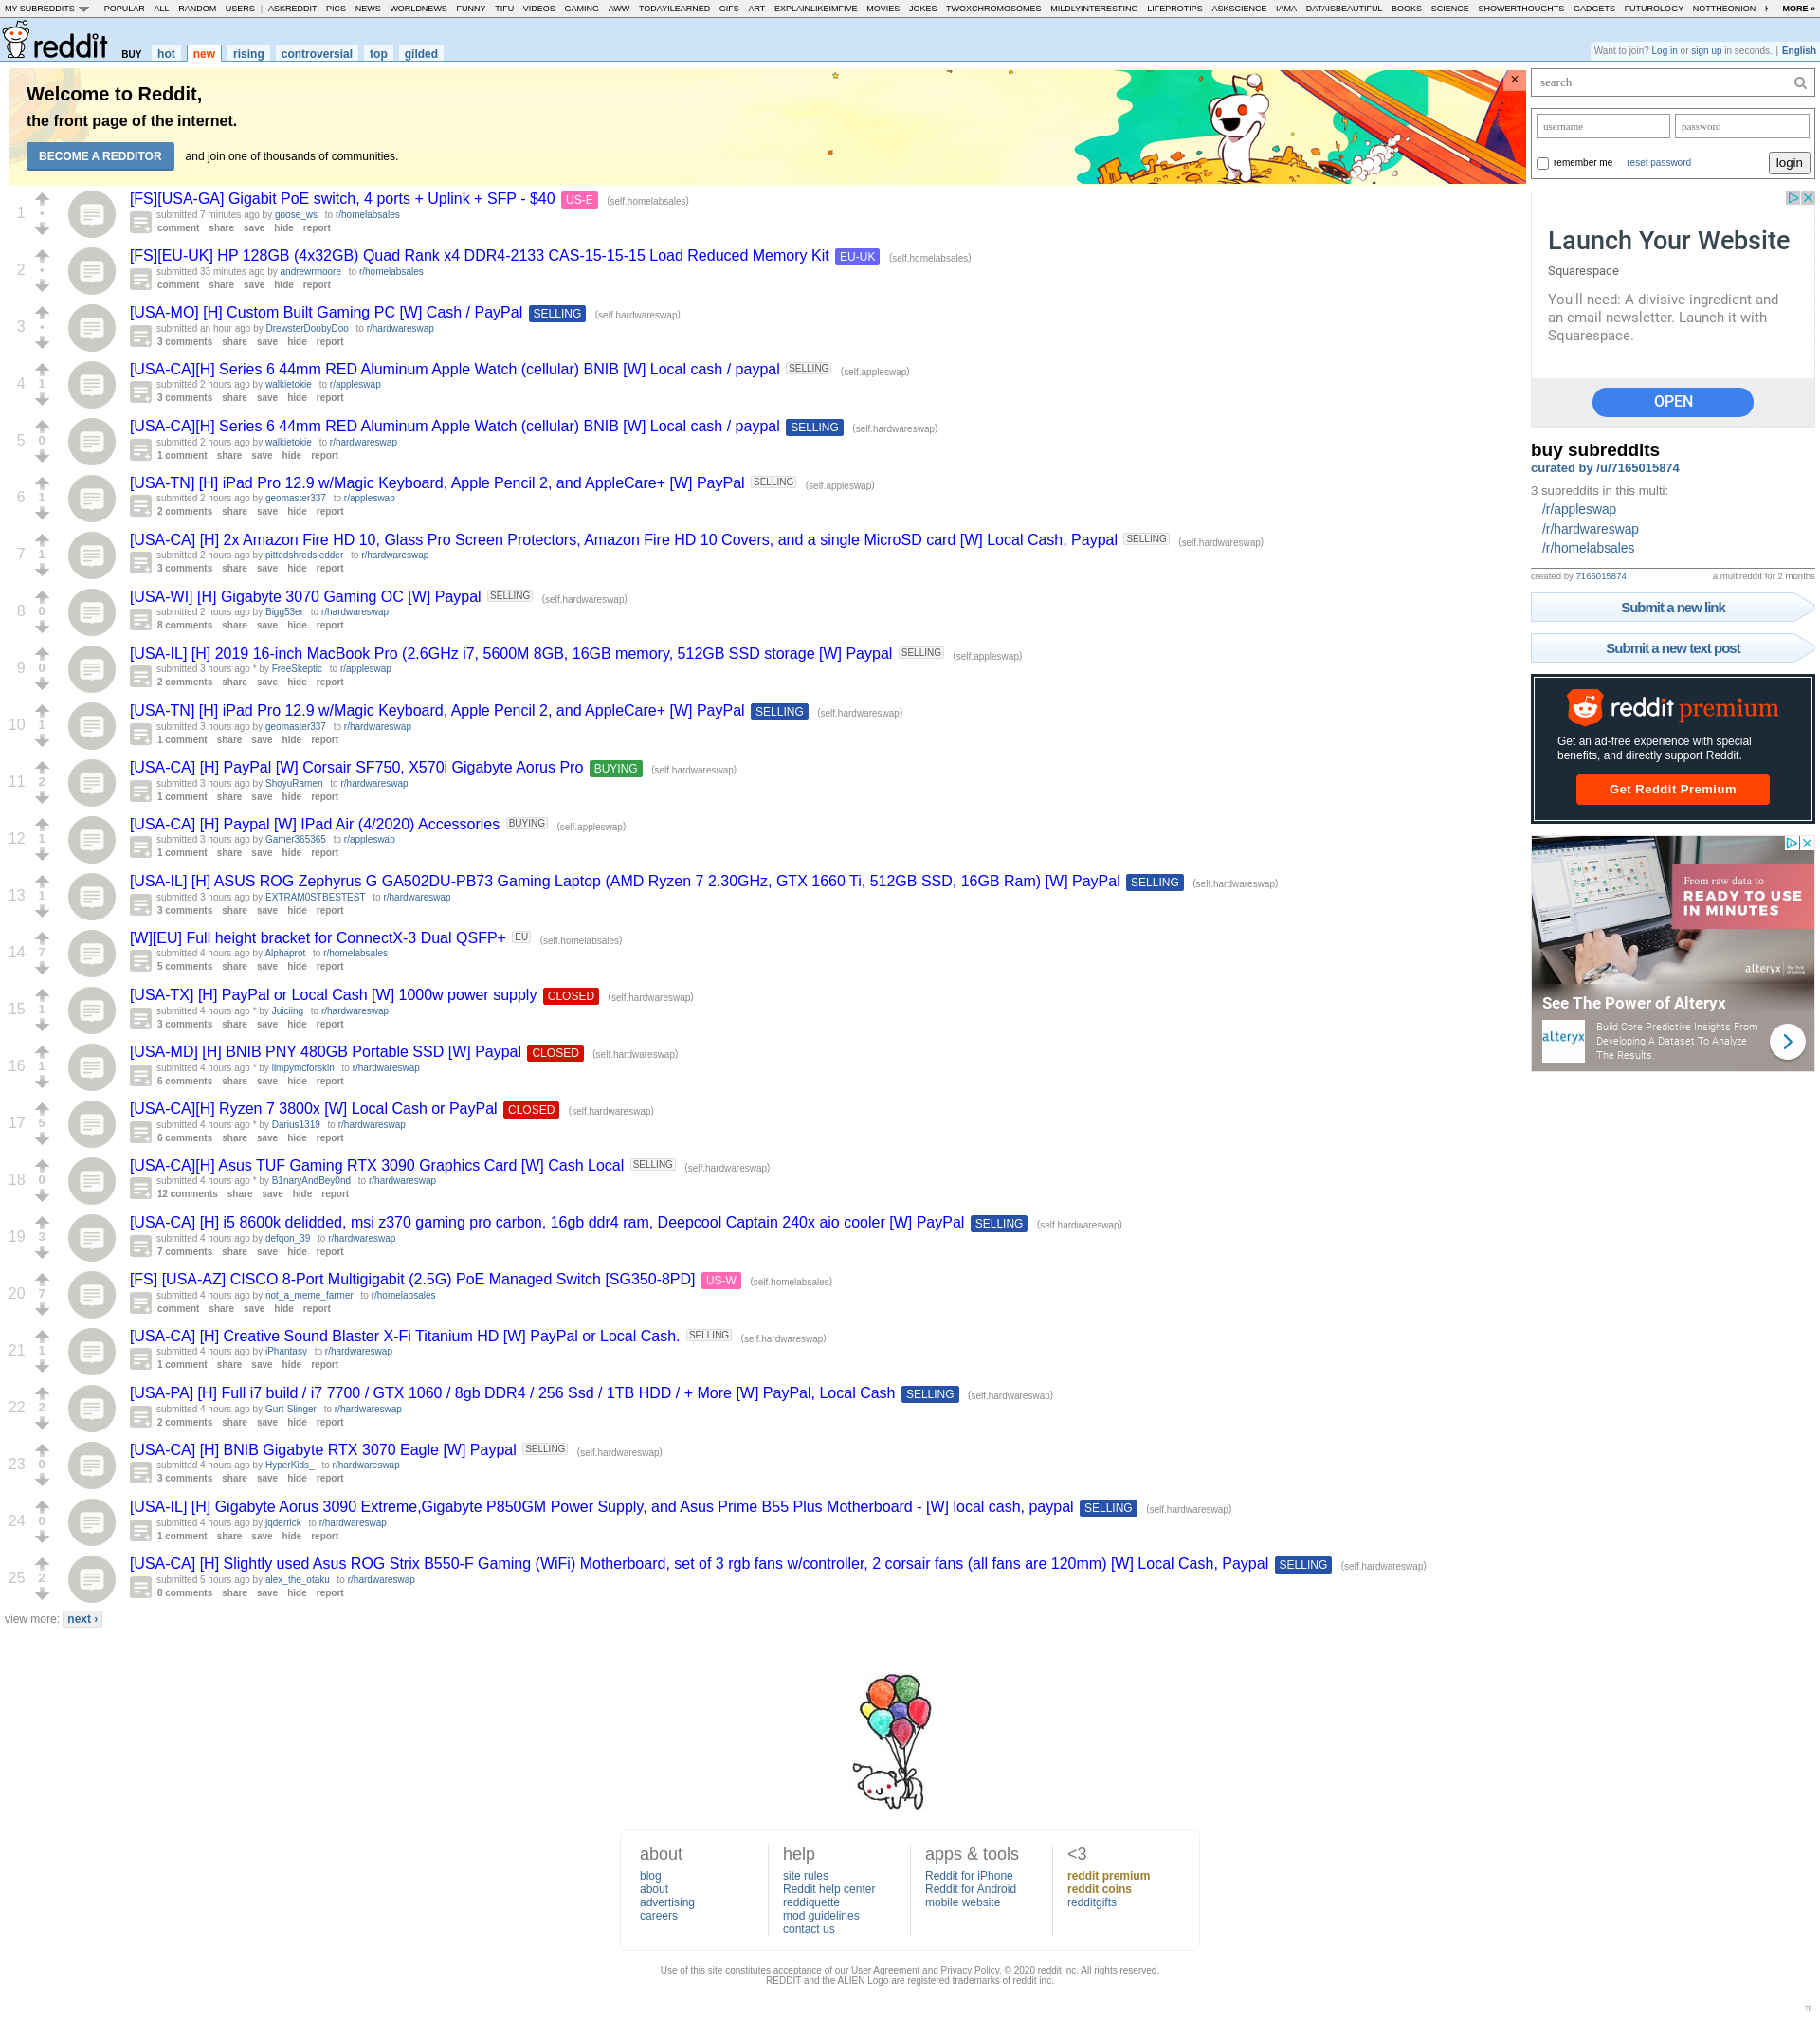 MY SUBREDDITS POPULAR - ALL - RANDOM - USERS | ASKREDDIT - PICS - NEWS - WORLDNEWS - FUNNY - TIFU - VIDEOS - GAMING - AWW - TODAYILEARNED - GIFS - ART - EXPLAINLIKEIMFIVE - MOVIES - JOKES - TWOXCHROMOSOMES - MILDLYINTERESTING - LIFEPROTIPS - ASKSCIENCE - IAMA - DATAISBEAUTIFUL - BOOKS - SCIENCE - SHOWERTHOUGHTS - GADGETS - FUTUROLOGY - NOTTHEONION - MORE »
reddit BUY hot new rising controversial top gilded
Want to join? Log in or sign up in seconds. | English
Welcome to Reddit,
the front page of the internet.
BECOME A REDDITOR and join one of thousands of communities.
×
1
[FS][USA-GA] Gigabit PoE switch, 4 ports + Uplink + SFP - $40 US-E (self.homelabsales)
submitted 7 minutes ago by goose_ws to r/homelabsales
comment share save hide report
2
[FS][EU-UK] HP 128GB (4x32GB) Quad Rank x4 DDR4-2133 CAS-15-15-15 Load Reduced Memory Kit EU-UK (self.homelabsales)
submitted 33 minutes ago by andrewrmoore to r/homelabsales
comment share save hide report
3
[USA-MO] [H] Custom Built Gaming PC [W] Cash / PayPal SELLING (self.hardwareswap)
submitted an hour ago by DrewsterDoobyDoo to r/hardwareswap
3 comments share save hide report
4 1
[USA-CA][H] Series 6 44mm RED Aluminum Apple Watch (cellular) BNIB [W] Local cash / paypal SELLING (self.appleswap)
submitted 2 hours ago by walkietokie to r/appleswap
3 comments share save hide report
5 0
[USA-CA][H] Series 6 44mm RED Aluminum Apple Watch (cellular) BNIB [W] Local cash / paypal SELLING (self.hardwareswap)
submitted 2 hours ago by walkietokie to r/hardwareswap
1 comment share save hide report
6 1
[USA-TN] [H] iPad Pro 12.9 w/Magic Keyboard, Apple Pencil 2, and AppleCare+ [W] PayPal SELLING (self.appleswap)
submitted 2 hours ago by geomaster337 to r/appleswap
2 comments share save hide report
7 1
[USA-CA] [H] 2x Amazon Fire HD 10, Glass Pro Screen Protectors, Amazon Fire HD 10 Covers, and a single MicroSD card [W] Local Cash, Paypal SELLING (self.hardwareswap)
submitted 2 hours ago by pittedshredsledder to r/hardwareswap
3 comments share save hide report
8 0
[USA-WI] [H] Gigabyte 3070 Gaming OC [W] Paypal SELLING (self.hardwareswap)
submitted 2 hours ago by Bigg53er to r/hardwareswap
8 comments share save hide report
9 0
[USA-IL] [H] 2019 16-inch MacBook Pro (2.6GHz i7, 5600M 8GB, 16GB memory, 512GB SSD storage [W] Paypal SELLING (self.appleswap)
submitted 3 hours ago * by FreeSkeptic to r/appleswap
2 comments share save hide report
10 1
[USA-TN] [H] iPad Pro 12.9 w/Magic Keyboard, Apple Pencil 2, and AppleCare+ [W] PayPal SELLING (self.hardwareswap)
submitted 3 hours ago by geomaster337 to r/hardwareswap
1 comment share save hide report
11 2
[USA-CA] [H] PayPal [W] Corsair SF750, X570i Gigabyte Aorus Pro BUYING (self.hardwareswap)
submitted 3 hours ago by ShoyuRamen to r/hardwareswap
1 comment share save hide report
12 1
[USA-CA] [H] Paypal [W] IPad Air (4/2020) Accessories BUYING (self.appleswap)
submitted 3 hours ago by Gamer365365 to r/appleswap
1 comment share save hide report
13 1
[USA-IL] [H] ASUS ROG Zephyrus G GA502DU-PB73 Gaming Laptop (AMD Ryzen 7 2.30GHz, GTX 1660 Ti, 512GB SSD, 16GB Ram) [W] PayPal SELLING (self.hardwareswap)
submitted 3 hours ago by EXTRAM0STBESTEST to r/hardwareswap
3 comments share save hide report
14 7
[W][EU] Full height bracket for ConnectX-3 Dual QSFP+ EU (self.homelabsales)
submitted 4 hours ago by Alphaprot to r/homelabsales
5 comments share save hide report
15 1
[USA-TX] [H] PayPal or Local Cash [W] 1000w power supply CLOSED (self.hardwareswap)
submitted 4 hours ago * by Juiciing to r/hardwareswap
3 comments share save hide report
16 1
[USA-MD] [H] BNIB PNY 480GB Portable SSD [W] Paypal CLOSED (self.hardwareswap)
submitted 4 hours ago * by limpymcforskin to r/hardwareswap
6 comments share save hide report
17 5
[USA-CA][H] Ryzen 7 3800x [W] Local Cash or PayPal CLOSED (self.hardwareswap)
submitted 4 hours ago * by Darius1319 to r/hardwareswap
6 comments share save hide report
18 0
[USA-CA][H] Asus TUF Gaming RTX 3090 Graphics Card [W] Cash Local SELLING (self.hardwareswap)
submitted 4 hours ago * by B1naryAndBey0nd to r/hardwareswap
12 comments share save hide report
19 3
[USA-CA] [H] i5 8600k delidded, msi z370 gaming pro carbon, 16gb ddr4 ram, Deepcool Captain 240x aio cooler [W] PayPal SELLING (self.hardwareswap)
submitted 4 hours ago by defqon_39 to r/hardwareswap
7 comments share save hide report
20 7
[FS] [USA-AZ] CISCO 8-Port Multigigabit (2.5G) PoE Managed Switch [SG350-8PD] US-W (self.homelabsales)
submitted 4 hours ago by not_a_meme_farmer to r/homelabsales
comment share save hide report
21 1
[USA-CA] [H] Creative Sound Blaster X-Fi Titanium HD [W] PayPal or Local Cash. SELLING (self.hardwareswap)
submitted 4 hours ago by iPhantasy to r/hardwareswap
1 comment share save hide report
22 2
[USA-PA] [H] Full i7 build / i7 7700 / GTX 1060 / 8gb DDR4 / 256 Ssd / 1TB HDD / + More [W] PayPal, Local Cash SELLING (self.hardwareswap)
submitted 4 hours ago by Gurt-Slinger to r/hardwareswap
2 comments share save hide report
23 0
[USA-CA] [H] BNIB Gigabyte RTX 3070 Eagle [W] Paypal SELLING (self.hardwareswap)
submitted 4 hours ago by HyperKids_ to r/hardwareswap
3 comments share save hide report
24 0
[USA-IL] [H] Gigabyte Aorus 3090 Extreme,Gigabyte P850GM Power Supply, and Asus Prime B55 Plus Motherboard - [W] local cash, paypal SELLING (self.hardwareswap)
submitted 4 hours ago by jqderrick to r/hardwareswap
1 comment share save hide report
25 2
[USA-CA] [H] Slightly used Asus ROG Strix B550-F Gaming (WiFi) Motherboard, set of 3 rgb fans w/controller, 2 corsair fans (all fans are 120mm) [W] Local Cash, Paypal SELLING (self.hardwareswap)
submitted 5 hours ago by alex_the_otaku to r/hardwareswap
8 comments share save hide report
view more: next ›
search
username password
remember me reset password login
Launch Your Website
Squarespace
You'll need: A divisive ingredient and
an email newsletter. Launch it with
Squarespace.
OPEN
buy subreddits
curated by /u/7165015874
3 subreddits in this multi:
/r/appleswap
/r/hardwareswap
/r/homelabsales
created by 7165015874 a multireddit for 2 months
Submit a new link
Submit a new text post
reddit premium
Get an ad-free experience with special
benefits, and directly support Reddit.
Get Reddit Premium
From raw data to
READY TO USE
IN MINUTES
alteryx
See The Power of Alteryx
alteryx
Build Core Predictive Insights From
Developing A Dataset To Analyze
The Results.
about
blog
about
advertising
careers
help
site rules
Reddit help center
reddiquette
mod guidelines
contact us
apps & tools
Reddit for iPhone
Reddit for Android
mobile website
<3
reddit premium
reddit coins
redditgifts
Use of this site constitutes acceptance of our User Agreement and Privacy Policy. © 2020 reddit inc. All rights reserved.
REDDIT and the ALIEN Logo are registered trademarks of reddit inc.
π